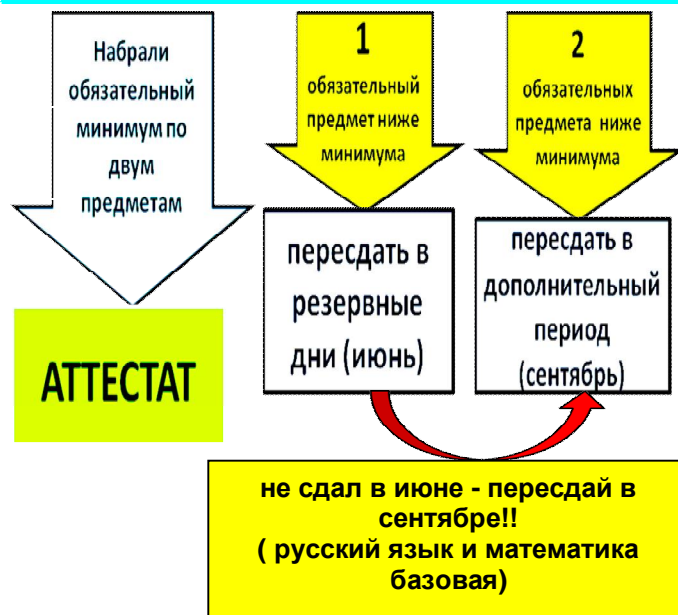 Набрали
обязательный
минимум по
двум
предметам
АТТЕСТАТ
1
обязательный
предмет ниже
минимума
пересдать в
резервные
дни (июнь)
2
обязательных
предмета ниже
минимума
пересдать в
дополнительный
период
(сентябрь)
не сдал в июне - пересдай в
сентябре!!
( русский язык и математика
базовая)